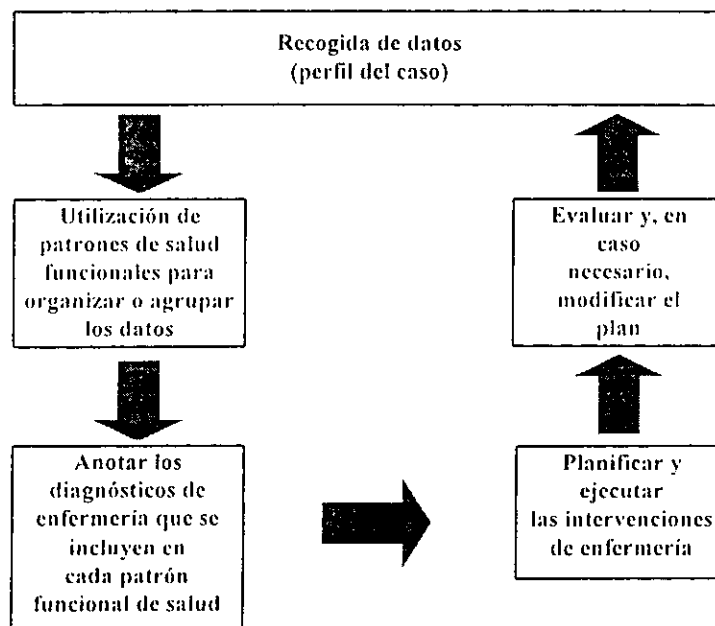 Recogida de datos
(perfil del caso)
Utilización de
patrones de salud
funcionales para
organizar o agrupar
los datos
Anotar los
diagnósticos de
enfermería que se
incluyen en
cada patrón
funcional de salud
Planificar y
ejecutar
las intervenciones
de enfermería
Evaluar y, en
caso
necesario,
modificar el
plan